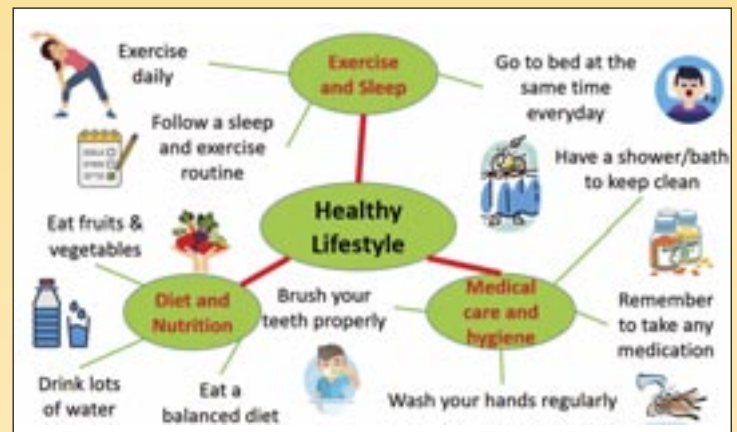 Exercise
daily
Exercise
and Sleep
Go to bed at the
same time
everyday
Follow a sleep
and exercise
routine
Have a shower/bath
to keep clean
Healthy
Lifestyle
Eat fruits &
vegetables
Diet and
Nutrition
Brush your
teeth properly
Medical
care and
hygiene
Remember
to take any
medication
Drink lots
of water
Eat a
balanced diet
Wash your hands regularly